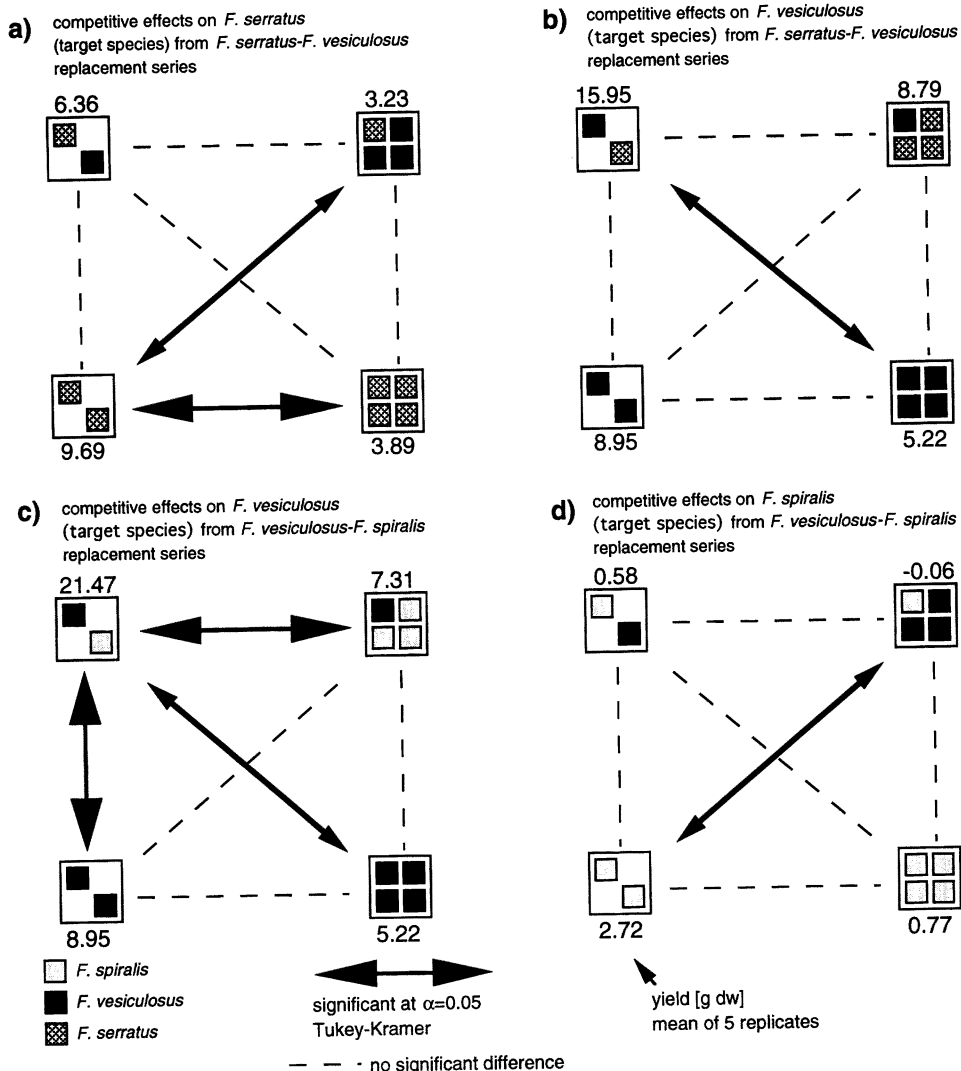 a) competitive effects on F. serratus
(target species) from F. serratus-F. vesiculosus
replacement series
6.36
3.23
9.69
3.89
b) competitive effects on F. vesiculosus
(target species) from F. serratus-F. vesiculosus
replacement series
15.95
8.79
8.95
5.22
c) competitive effects on F. vesiculosus
(target species) from F. vesiculosus-F. spiralis
replacement series
21.47
7.31
8.95
5.22
d) competitive effects on F. spiralis
(target species) from F. vesiculosus-F. spiralis
replacement series
0.58
-0.06
2.72
0.77
F. spiralis
F. vesiculosus
F. serratus
significant at α=0.05
Tukey-Kramer
no significant difference
yield [g dw]
mean of 5 replicates